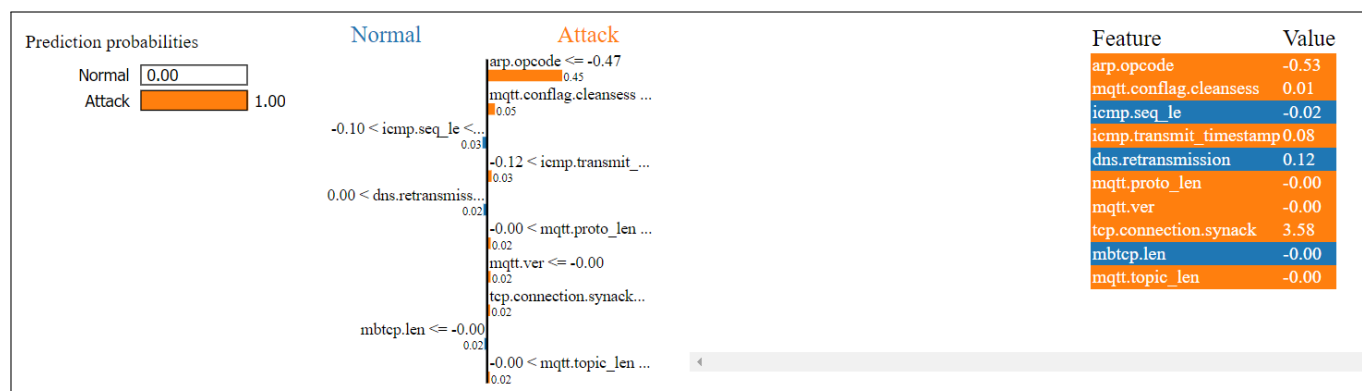 Prediction probabilities
Normal 0.00
Attack 1.00
Normal Attack
arp.opcode <= -0.47
0.45
mqtt.conflag.cleansess ...
0.05
-0.10 < icmp.seq_le <...
0.03
-0.12 < icmp.transmit_...
0.03
0.00 < dns.retransmiss...
0.02
-0.00 < mqtt.proto_len ...
0.02
mqtt.ver <= -0.00
0.02
tcp.connection.synack...
0.02
mbtcp.len <= -0.00
0.02
-0.00 < mqtt.topic_len ...
0.02
Feature Value
arp.opcode -0.53
mqtt.conflag.cleansess 0.01
icmp.seq_le -0.02
icmp.transmit_timestamp 0.08
dns.retransmission 0.12
mqtt.proto_len -0.00
mqtt.ver -0.00
tcp.connection.synack 3.58
mbtcp.len -0.00
mqtt.topic_len -0.00